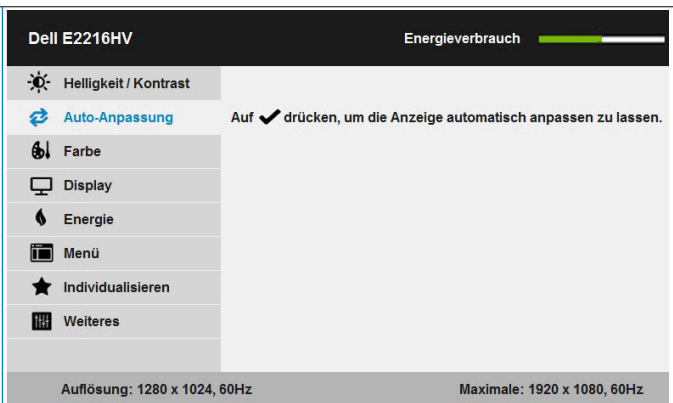 Dell E2216HV
Energieverbrauch
Helligkeit / Kontrast
Auto-Anpassung
Auf ✔ drücken, um die Anzeige automatisch anpassen zu lassen.
Farbe
Display
Energie
Menü
Individualisieren
Weiteres
Auflösung: 1280 x 1024, 60Hz
Maximale: 1920 x 1080, 60Hz